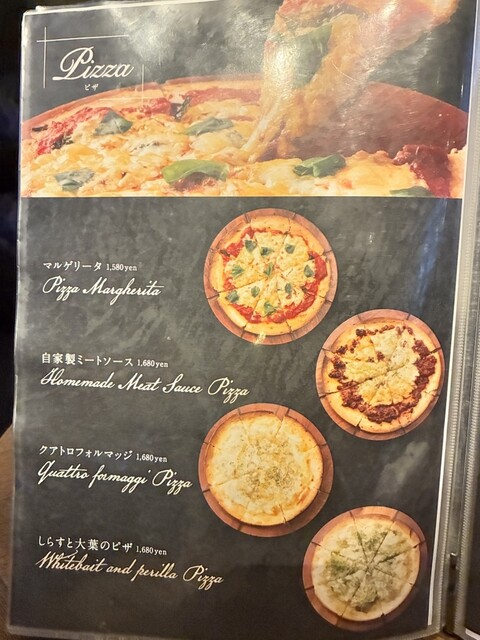 Pizza
ピザ
マルゲリータ 1,580yen
Pizza Margherita
自家製ミートソース 1,680yen
Homemade Meat Sauce Pizza
クアトロフォルマッジ 1,680yen
Quattro formaggi Pizza
しらすと大葉のピザ 1,680yen
Whitebait and perilla Pizza